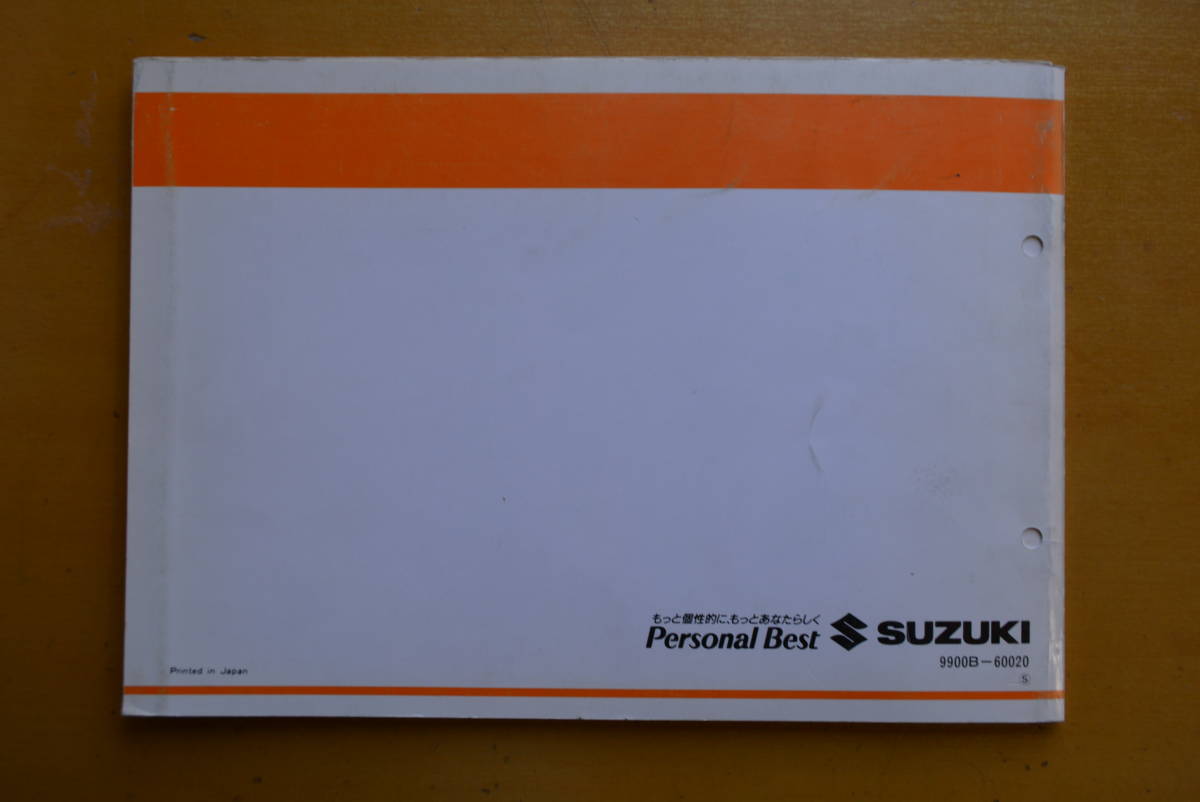 もっと個性的に、もっとあなたらしく
Personal Best SUZUKI
9900B-60020
S
Printed in Japan